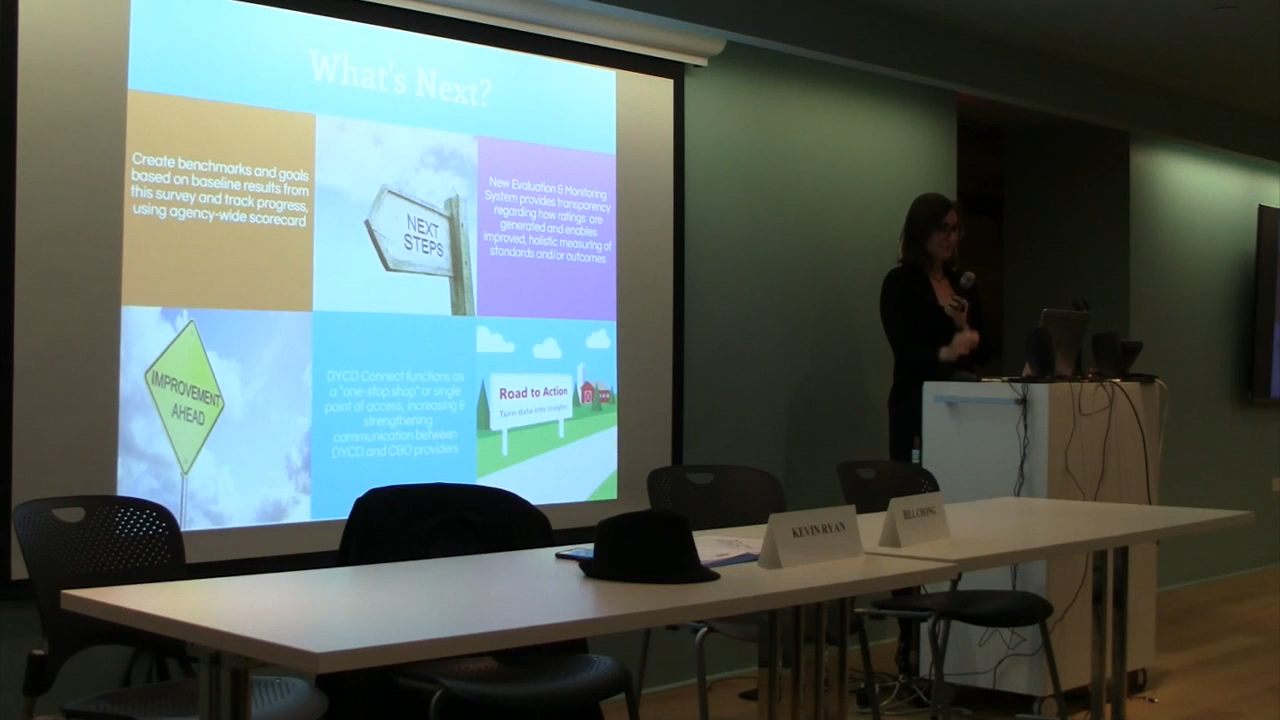 What's Next?
Create benchmarks and goals
based on baseline results from
this survey and track progress,
using agency-wide scorecard
NEXT
STEPS
New Evaluation & Monitoring
System provides transparency
regarding how ratings are
generated and enables
improved, holistic measuring of
standards and/or outcomes
IMPROVEMENT
AHEAD
DYCD Connect functions as
a "one-stop shop" or single
point of access, increasing &
strengthening
communication between
DYCD and CBO providers
Road to Action
Turn data into insights
KEVIN RYAN
BILL CHONG